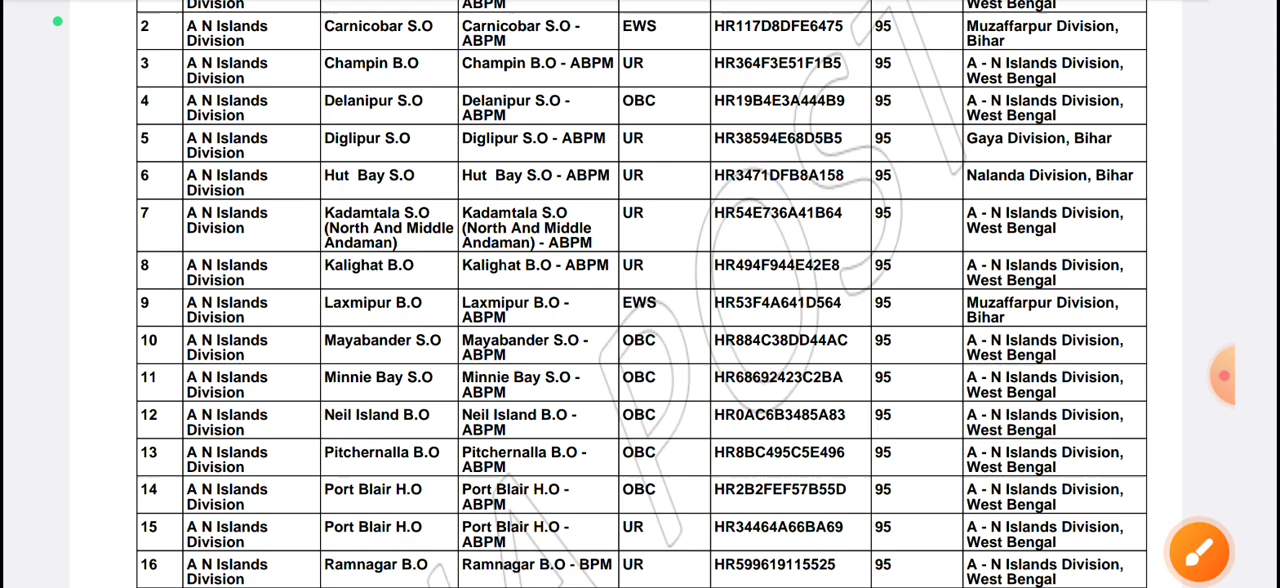 Division ABPM West Bengal
2 A N Islands Carnicobar S.O Carnicobar S.O - EWS HR117D8DFE6475 95 Muzaffarpur Division,
Division ABPM Bihar
3 A N Islands Champin B.O Champin B.O - ABPM UR HR364F3E51F1B5 95 A - N Islands Division,
Division West Bengal
4 A N Islands Delanipur S.O Delanipur S.O - OBC HR19B4E3A444B9 95 A - N Islands Division,
Division ABPM West Bengal
5 A N Islands Diglipur S.O Diglipur S.O - ABPM UR HR38594E68D5B5 95 Gaya Division, Bihar
Division
6 A N Islands Hut Bay S.O Hut Bay S.O - ABPM UR HR3471DFB8A158 95 Nalanda Division, Bihar
Division
7 A N Islands Kadamtala S.O Kadamtala S.O UR HR54E736A41B64 95 A - N Islands Division,
Division (North And Middle (North And Middle West Bengal
Andaman) Andaman) - ABPM
8 A N Islands Kalighat B.O Kalighat B.O - ABPM UR HR494F944E42E8 95 A - N Islands Division,
Division West Bengal
9 A N Islands Laxmipur B.O Laxmipur B.O - EWS HR53F4A641D564 95 Muzaffarpur Division,
Division ABPM Bihar
10 A N Islands Mayabander S.O Mayabander S.O - OBC HR884C38DD44AC 95 A - N Islands Division,
Division ABPM West Bengal
11 A N Islands Minnie Bay S.O Minnie Bay S.O - OBC HR68692423C2BA 95 A - N Islands Division,
Division ABPM West Bengal
12 A N Islands Neil Island B.O Neil Island B.O - OBC HR0AC6B3485A83 95 A - N Islands Division,
Division ABPM West Bengal
13 A N Islands Pitchernalla B.O Pitchernalla B.O - OBC HR8BC495C5E496 95 A - N Islands Division,
Division ABPM West Bengal
14 A N Islands Port Blair H.O Port Blair H.O - OBC HR2B2FEF57B55D 95 A - N Islands Division,
Division ABPM West Bengal
15 A N Islands Port Blair H.O Port Blair H.O - UR HR34464A66BA69 95 A - N Islands Division,
Division ABPM West Bengal
16 A N Islands Ramnagar B.O Ramnagar B.O - BPM UR HR599619115525 95 A - N Islands Division,
Division West Bengal
A POST